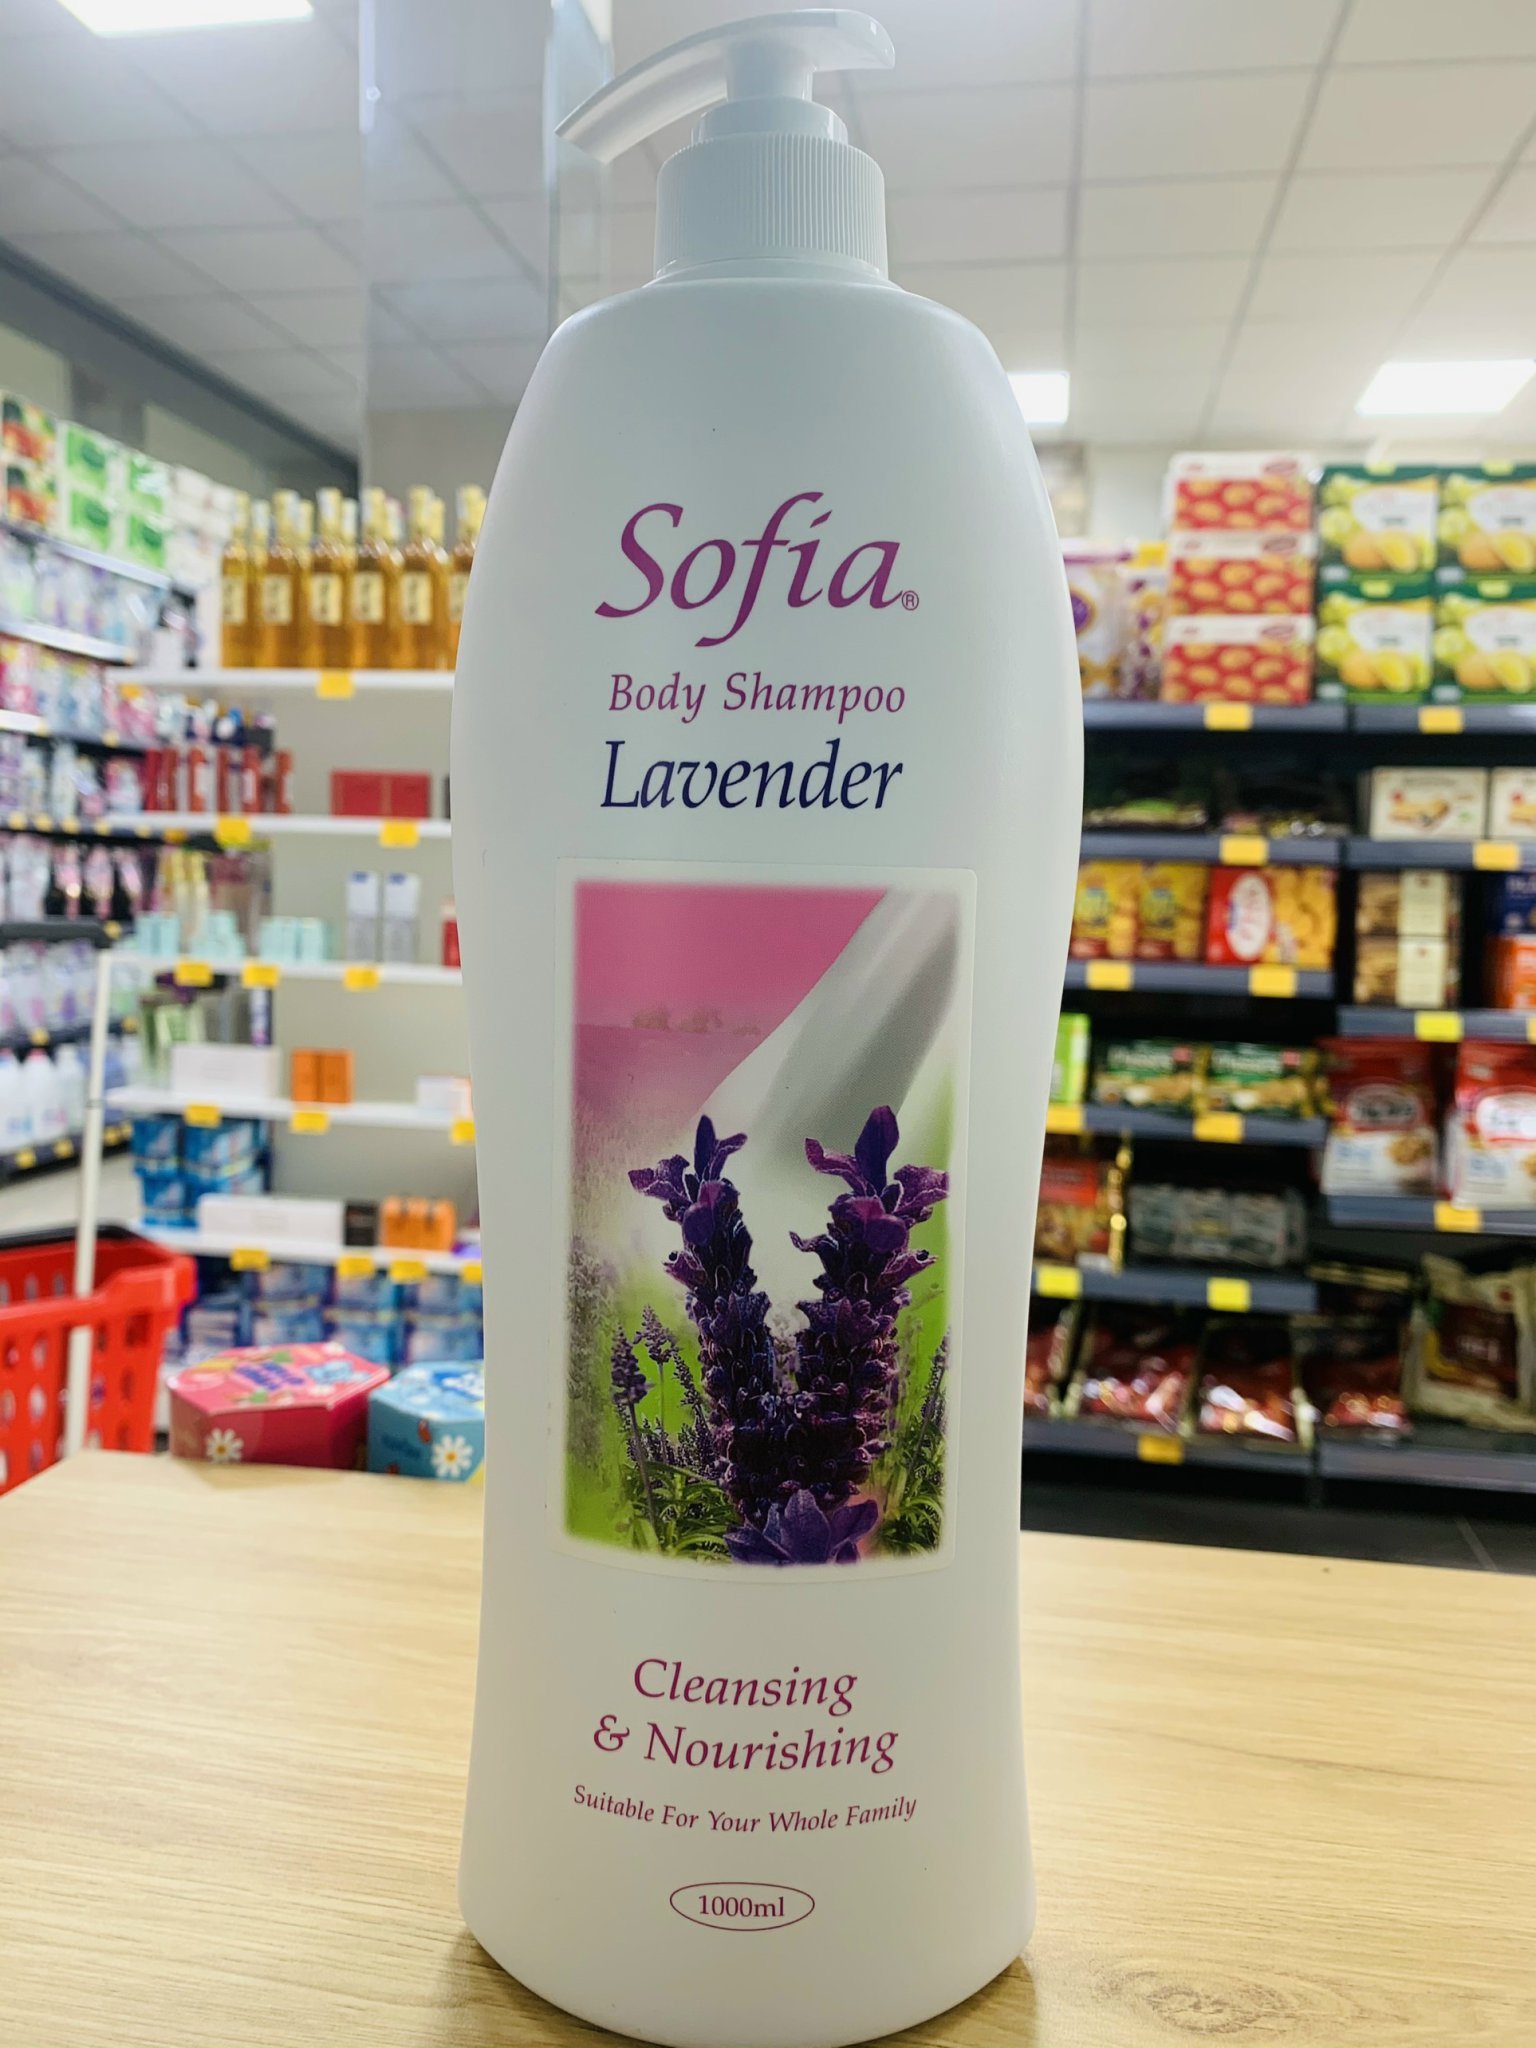 Sofia®
Body Shampoo
Lavender
Cleansing
& Nourishing
Suitable For Your Whole Family
1000ml